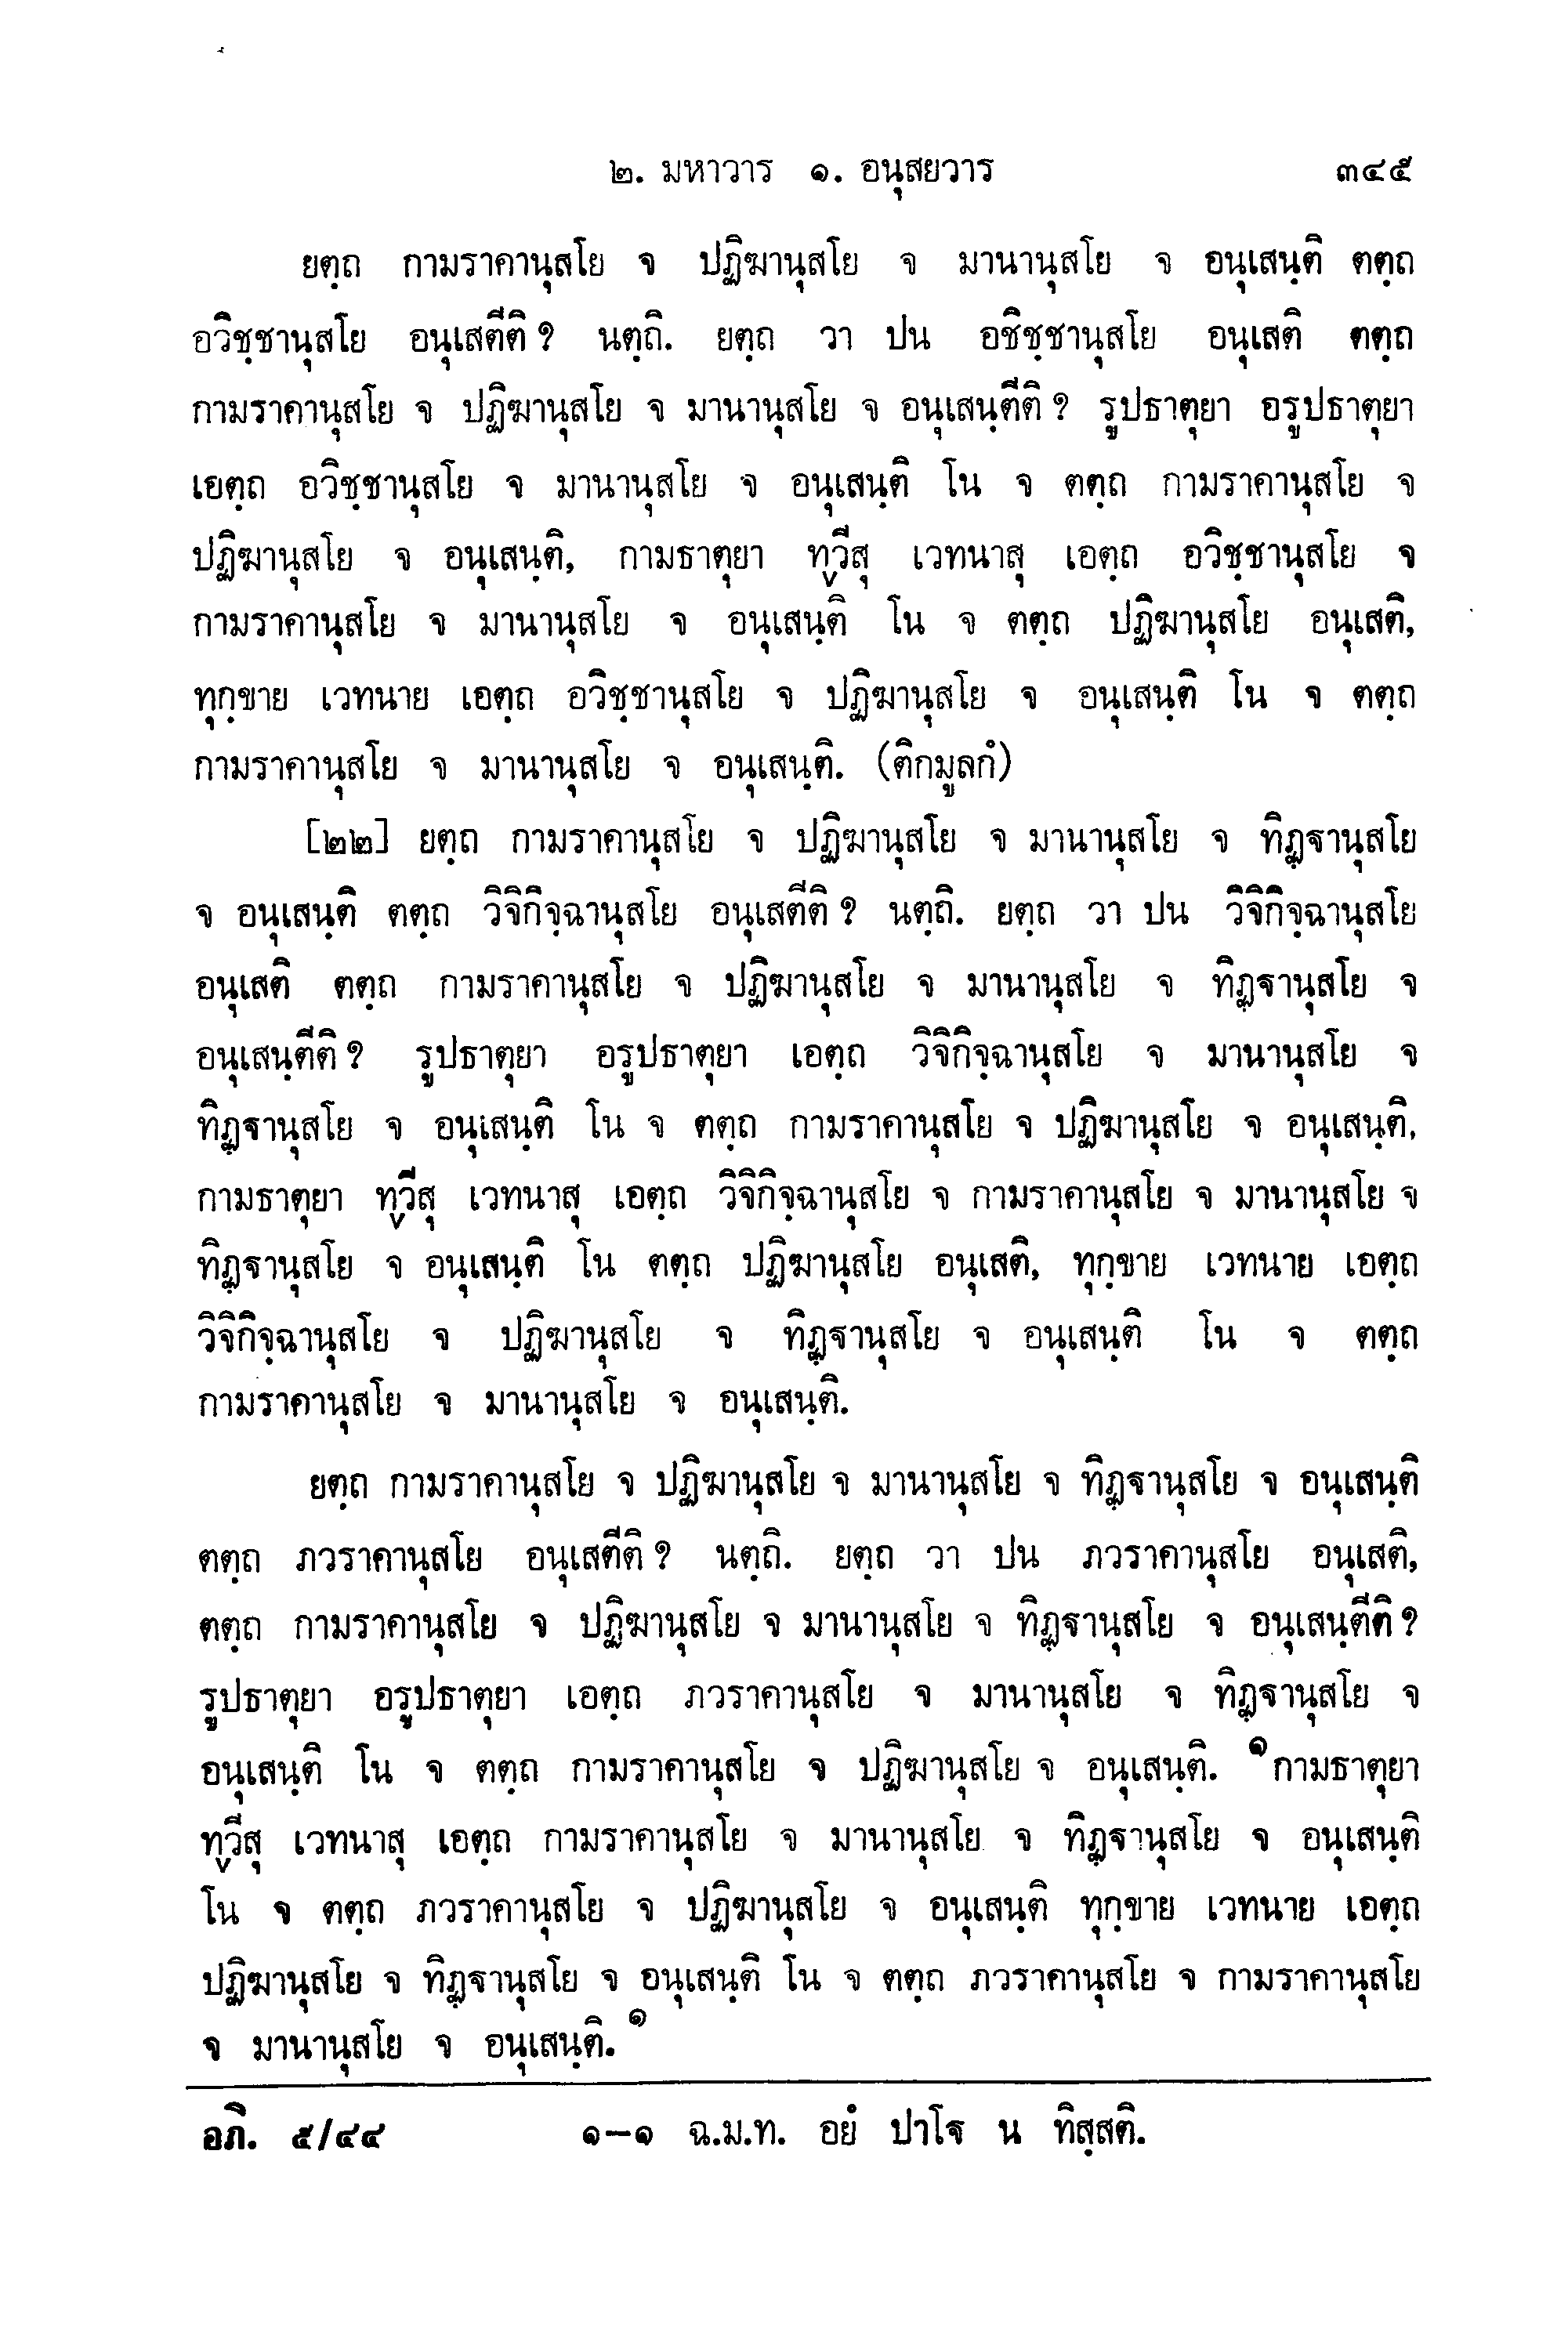 ๒. มหาวาร ๑. อนุสยวาร ๓๔๕
ยตฺถ กามราคานุสโย จ ปฏิฆานุสโย จ มานานุสโย จ อนุเสนฺติ ตตฺถ
อวิชฺชานุสโย อนุเสตีติ ? นตฺถิ. ยตฺถ วา ปน อชิชฺชานุสโย อนุเสติ ตตฺถ
กามราคานุสโย จ ปฏิฆานุสโย จ มานานุสโย จ อนุเสนฺตีติ ? รูปธาตุยา อรูปธาตุยา
เอตฺถ อวิชฺชานุสโย จ มานานุสโย จ อนุเสนฺติ โน จ ตตฺถ กามราคานุสโย จ
ปฏิฆานุสโย จ อนุเสนฺติ, กามธาตุยา ทฺวีสุ เวทนาสุ เอตฺถ อวิชฺชานุสโย จ
กามราคานุสโย จ มานานุสโย จ อนุเสนฺติ โน จ ตตฺถ ปฏิฆานุสโย อนุเสติ,
ทุกฺขาย เวทนาย เอตฺถ อวิชฺชานุสโย จ ปฏิฆานุสโย จ อนุเสนฺติ โน จ ตตฺถ
กามราคานุสโย จ มานานุสโย จ อนุเสนฺติ. (ติกมูลกํ)
[๒๒] ยตฺถ กามราคานุสโย จ ปฏิฆานุสโย จ มานานุสโย จ ทิฏฺฐานุสโย
จ อนุเสนฺติ ตตฺถ วิจิกิจฺฉานุสโย อนุเสตีติ ? นตฺถิ. ยตฺถ วา ปน วิจิกิจฺฉานุสโย
อนุเสติ ตตฺถ กามราคานุสโย จ ปฏิฆานุสโย จ มานานุสโย จ ทิฏฺฐานุสโย จ
อนุเสนฺตีติ ? รูปธาตุยา อรูปธาตุยา เอตฺถ วิจิกิจฺฉานุสโย จ มานานุสโย จ
ทิฏฺฐานุสโย จ อนุเสนฺติ โน จ ตตฺถ กามราคานุสโย จ ปฏิฆานุสโย จ อนุเสนฺติ,
กามธาตุยา ทฺวีสุ เวทนาสุ เอตฺถ วิจิกิจฺฉานุสโย จ กามราคานุสโย จ มานานุสโย จ
ทิฏฺฐานุสโย จ อนุเสนฺติ โน ตตฺถ ปฏิฆานุสโย อนุเสติ, ทุกฺขาย เวทนาย เอตฺถ
วิจิกิจฺฉานุสโย จ ปฏิฆานุสโย จ ทิฏฺฐานุสโย จ อนุเสนฺติ โน จ ตตฺถ
กามราคานุสโย จ มานานุสโย จ อนุเสนฺติ.
ยตฺถ กามราคานุสโย จ ปฏิฆานุสโย จ มานานุสโย จ ทิฏฺฐานุสโย จ อนุเสนฺติ
ตตฺถ ภวราคานุสโย อนุเสตีติ ? นตฺถิ. ยตฺถ วา ปน ภวราคานุสโย อนุเสติ,
ตตฺถ กามราคานุสโย จ ปฏิฆานุสโย จ มานานุสโย จ ทิฏฺฐานุสโย จ อนุเสนฺตีติ ?
รูปธาตุยา อรูปธาตุยา เอตฺถ ภวราคานุสโย จ มานานุสโย จ ทิฏฺฐานุสโย จ
อนุเสนฺติ โน จ ตตฺถ กามราคานุสโย จ ปฏิฆานุสโย จ อนุเสนฺติ. ๑กามธาตุยา
ทฺวีสุ เวทนาสุ เอตฺถ กามราคานุสโย จ มานานุสโย จ ทิฏฺฐานุสโย จ อนุเสนฺติ
โน จ ตตฺถ ภวราคานุสโย จ ปฏิฆานุสโย จ อนุเสนฺติ ทุกฺขาย เวทนาย เอตฺถ
ปฏิฆานุสโย จ ทิฏฺฐานุสโย จ อนุเสนฺติ โน จ ตตฺถ ภวราคานุสโย จ กามราคานุสโย
จ มานานุสโย จ อนุเสนฺติ.๑
อภิ. ๕/๔๔ ๑–๑ ฉ.ม.ท. อยํ ปาโฐ น ทิสฺสติ.